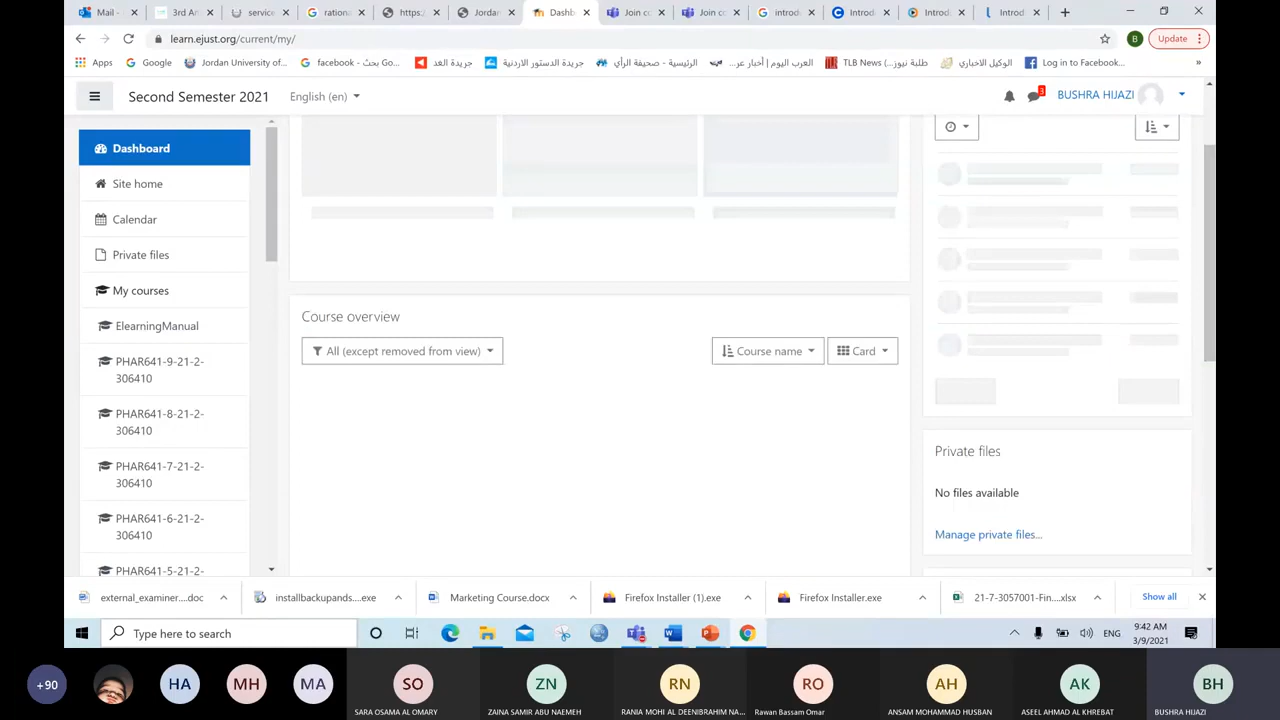 Mail -
3rd A
service
rationa
https:
Jordan
Dashb
Join co
Join co
introdu
Introdu
Introdu
Introd
learn.ejust.org/current/my/
B
Update
Apps
Google
Jordan University of...
facebook - بحث Go...
جريدة الغد
جريدة الدستور الاردنية
الرئيسية - صحيفة الرأي
العرب اليوم | أخبار عر...
TLB News (طلبة نيوز...
الوكيل الاخباري
Log in to Facebook...
»
Second Semester 2021
English (en)
3
BUSHRA HIJAZI
Dashboard
Site home
Calendar
Private files
My courses
ElearningManual
PHAR641-9-21-2-
306410
PHAR641-8-21-2-
306410
PHAR641-7-21-2-
306410
PHAR641-6-21-2-
306410
PHAR641-5-21-2-
Course overview
All (except removed from view)
Course name
Card
Private files
No files available
Manage private files...
external_examiner....doc
installbackupands....exe
Marketing Course.docx
Firefox Installer (1).exe
Firefox Installer.exe
21-7-3057001-Fin....xlsx
Show all
Type here to search
ENG
9:42 AM
3/9/2021
+90
HA
MH
MA
SO
SARA OSAMA AL OMARY
ZN
ZAINA SAMIR ABU NAEMEH
RN
RANIA MOHI AL DEENIBRAHIM NA...
RO
Rawan Bassam Omar
AH
ANSAM MOHAMMAD HUSBAN
AK
ASEEL AHMAD AL KHREBAT
BH
BUSHRA HIJAZI